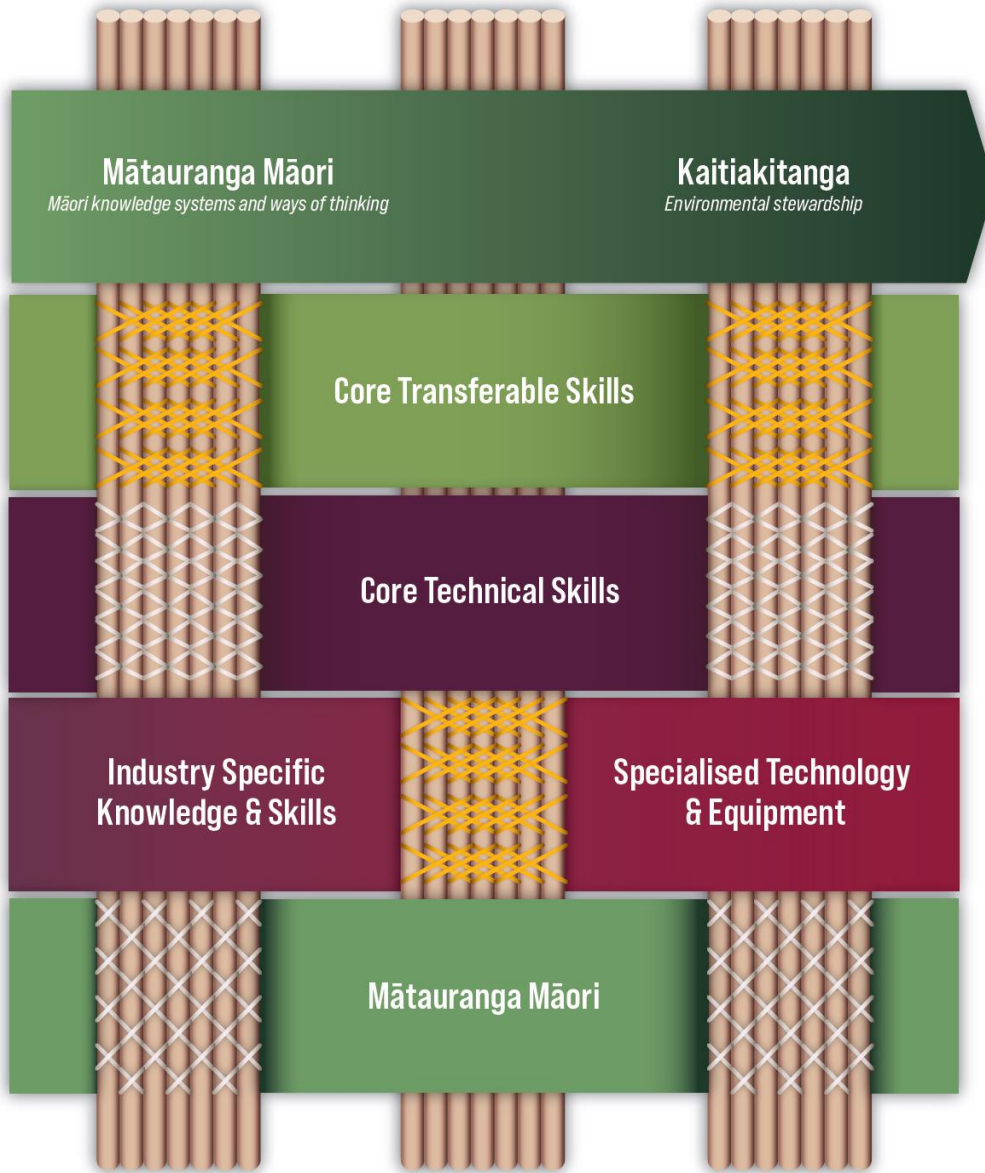 Mātauranga Māori
Māori knowledge systems and ways of thinking
Kaitiakitanga
Environmental stewardship
Core Transferable Skills
Core Technical Skills
Industry Specific
Knowledge & Skills
Specialised Technology
& Equipment
Mātauranga Māori